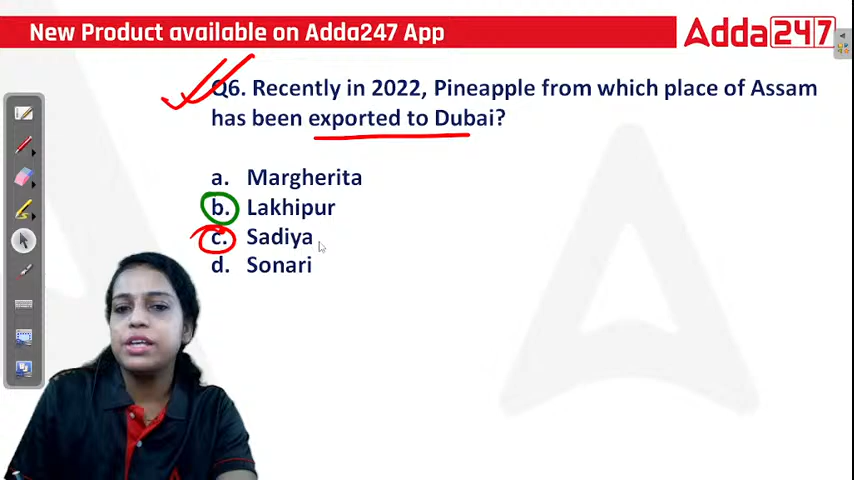 New Product available on Adda247 App
Adda247
Q6. Recently in 2022, Pineapple from which place of Assam
has been exported to Dubai?
a. Margherita
b. Lakhipur
c. Sadiya
d. Sonari